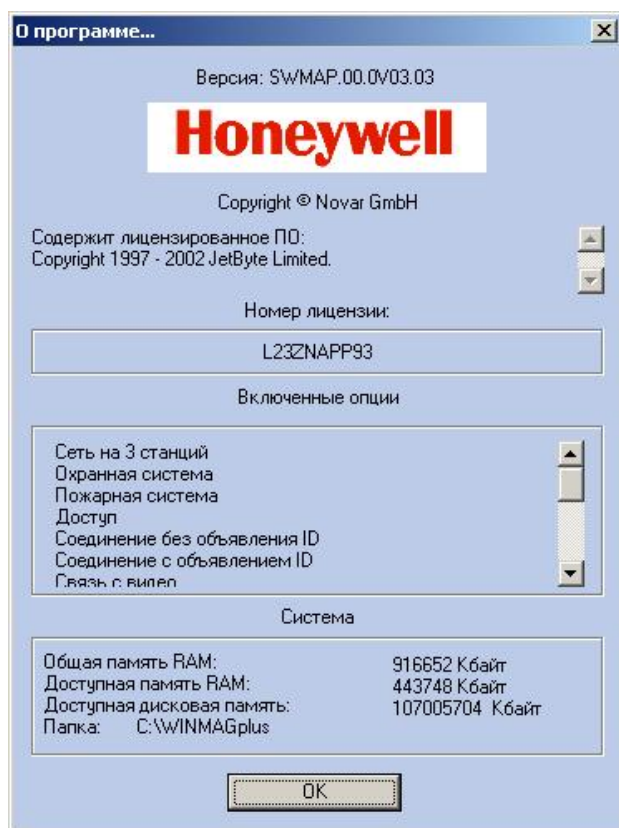 О программе...
Версия: SWMAP.00.0V03.03
Honeywell
Copyright © Novar GmbH
Содержит лицензированное ПО:
Copyright 1997 - 2002 JetByte Limited.
Номер лицензии:
L23ZNAPP93
Включенные опции
Сеть на 3 станций
Охранная система
Пожарная система
Доступ
Соединение без объявления ID
Соединение с объявлением ID
Связь с видео
Система
Общая память RAM: 916652 Кбайт
Доступная память RAM: 443748 Кбайт
Доступная дисковая память: 107005704 Кбайт
Папка: C:\WINMAGplus
OK